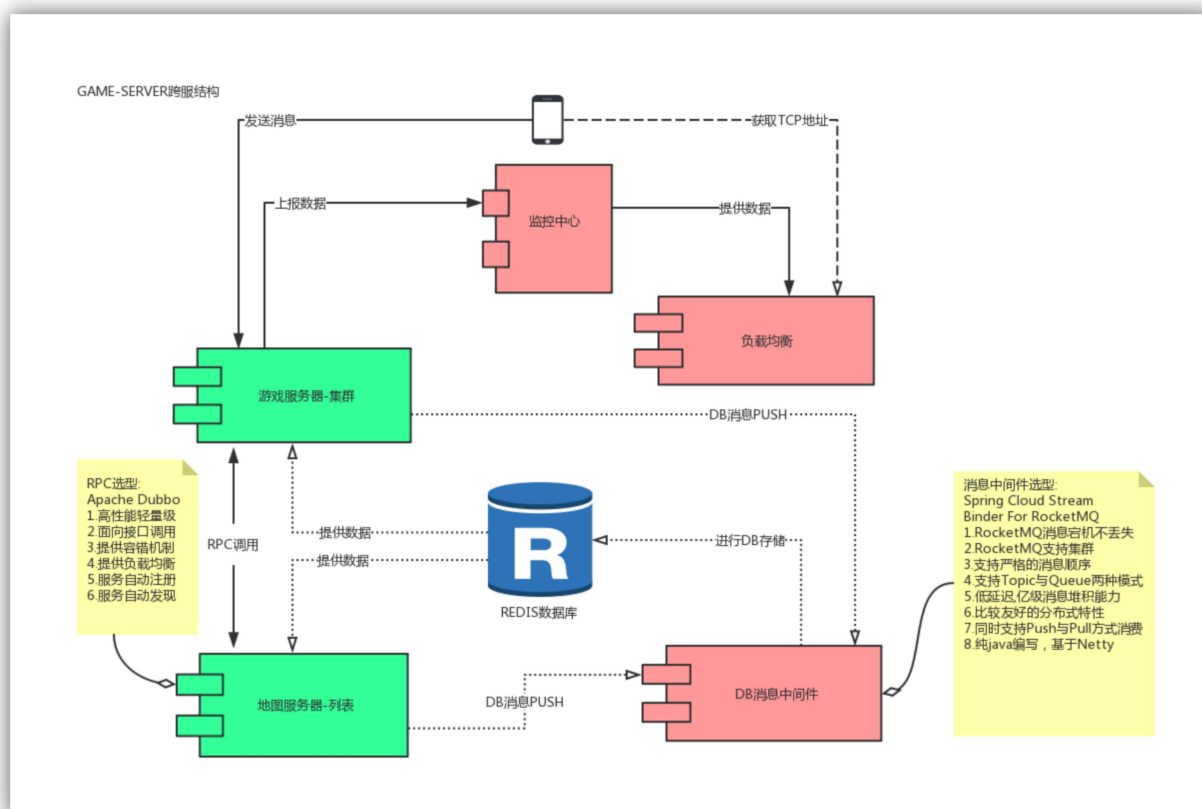 GAME-SERVER跨服结构
发送消息
获取TCP地址
上报数据
监控中心
提供数据
负载均衡
游戏服务器-集群
DB消息PUSH
RPC选型:
Apache Dubbo
1.高性能轻量级
2.面向接口调用
3.提供容错机制
4.提供负载均衡
5.服务自动注册
6.服务自动发现
RPC调用
提供数据
提供数据
R
REDIS数据库
进行DB存储
消息中间件选型:
Spring Cloud Stream
Binder For RocketMQ
1.RocketMQ消息宕机不丢失
2.RocketMQ支持集群
3.支持严格的消息顺序
4.支持Topic与Queue两种模式
5.低延迟,亿级消息堆积能力
6.比较友好的分布式特性
7.同时支持Push与Pull方式消费
8.纯java编写，基于Netty
地图服务器-列表
DB消息PUSH
DB消息中间件